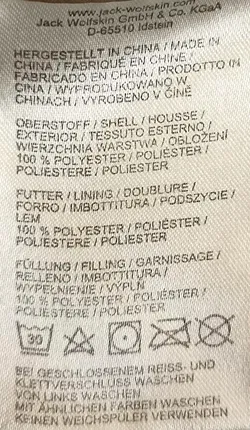 www.jack-wolfskin.com
Jack Wolfskin GmbH & Co. KGaA
D-65510 Idstein
HERGESTELLT IN CHINA / MADE IN
CHINA / FABRIQUÉ EN CHINE /
FABRICADO EN CHINA / PRODOTTO IN
CINA / WYPRODUKOWANO W
CHINACH / VYROBENO V ČÍNĚ
OBERSTOFF / SHELL / HOUSSE /
EXTERIOR / TESSUTO ESTERNO /
WIERZCHNIA WARSTWA / OBLOŽENÍ
100 % POLYESTER / POLIÉSTER /
POLIESTERE / POLIESTER
FUTTER / LINING / DOUBLURE /
FORRO / IMBOTTITURA / PODSZYCIE /
LEM
100 % POLYESTER / POLIÉSTER /
POLIESTERE / POLIESTER
FÜLLUNG / FILLING / GARNISSAGE /
RELLENO / IMBOTTITURA /
WYPEŁNIENIE / VÝPLŇ
100 % POLYESTER / POLIÉSTER /
POLIESTERE / POLIESTER
30
BEI GESCHLOSSENEM REISS- UND
KLETTVERSCHLUSS WASCHEN
VON LINKS WASCHEN
MIT ÄHNLICHEN FARBEN WASCHEN
KEINEN WEICHSPÜLER VERWENDEN